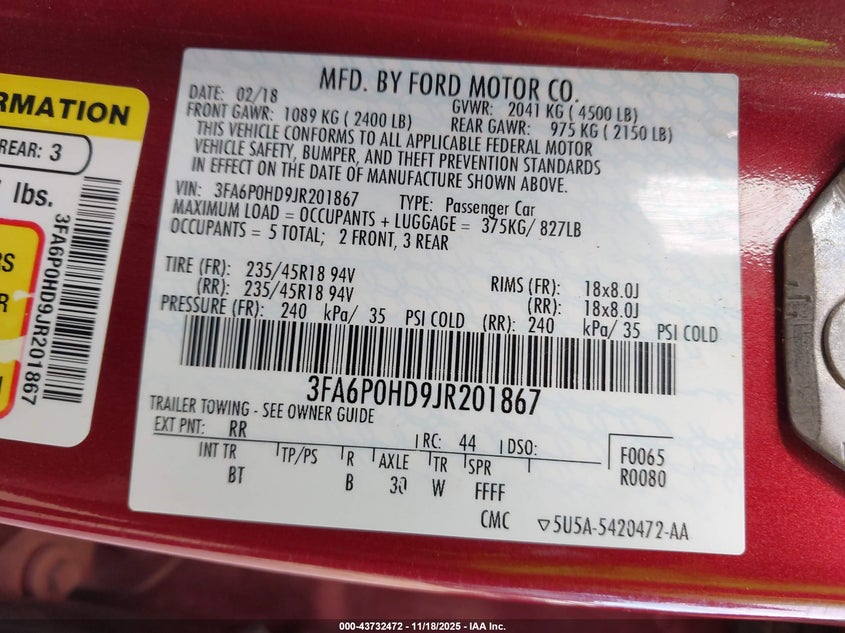 RMATION
REAR: 3
lbs.
RS
R
3FA6P0HD9JR201867
MFD. BY FORD MOTOR CO.
DATE: 02/18 GVWR: 2041 KG ( 4500 LB)
FRONT GAWR: 1089 KG ( 2400 LB) REAR GAWR: 975 KG ( 2150 LB)
THIS VEHICLE CONFORMS TO ALL APPLICABLE FEDERAL MOTOR
VEHICLE SAFETY, BUMPER, AND THEFT PREVENTION STANDARDS
IN EFFECT ON THE DATE OF MANUFACTURE SHOWN ABOVE.
VIN: 3FA6P0HD9JR201867 TYPE: Passenger Car
MAXIMUM LOAD = OCCUPANTS + LUGGAGE = 375KG/ 827LB
OCCUPANTS = 5 TOTAL; 2 FRONT, 3 REAR
TIRE (FR): 235/45R18 94V RIMS (FR): 18x8.0J
(RR): 235/45R18 94V (RR): 18x8.0J
PRESSURE (FR): 240 kPa/ 35 PSI COLD (RR): 240 kPa/ 35 PSI COLD
3FA6P0HD9JR201867
TRAILER TOWING - SEE OWNER GUIDE
EXT PNT: RR RC: 44 DSO: F0065
R0080
INT TR TP/PS R AXLE TR SPR
BT B 30 W FFFF
CMC ▽5U5A-5420472-AA
000-43732472 - 11/18/2025 - IAA Inc.